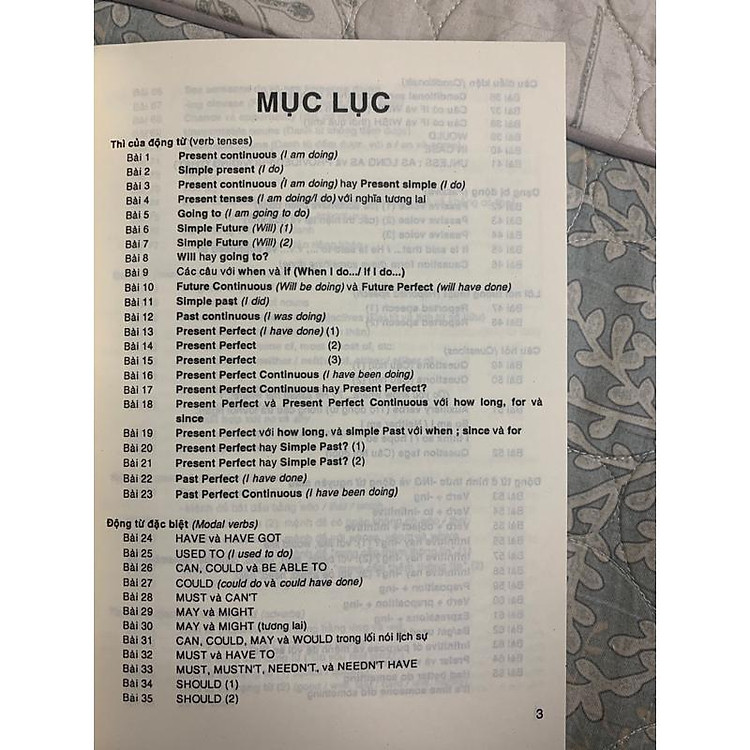 MỤC LỤC
Thì của động từ (verb tenses)
Bài 1 Present continuous (I am doing)
Bài 2 Simple present (I do)
Bài 3 Present continuous (I am doing) hay Present simple (I do)
Bài 4 Present tenses (I am doing/I do) với nghĩa tương lai
Bài 5 Going to (I am going to do)
Bài 6 Simple Future (Will) (1)
Bài 7 Simple Future (Will) (2)
Bài 8 Will hay going to?
Bài 9 Các câu với when và if (When I do.../ If I do...)
Bài 10 Future Continuous (Will be doing) và Future Perfect (will have done)
Bài 11 Simple past (I did)
Bài 12 Past continuous (I was doing)
Bài 13 Present Perfect (I have done) (1)
Bài 14 Present Perfect (2)
Bài 15 Present Perfect (3)
Bài 16 Present Perfect Continuous (I have been doing)
Bài 17 Present Perfect Continuous hay Present Perfect?
Bài 18 Present Perfect và Present Perfect Continuous với how long, for và
since
Bài 19 Present Perfect với how long, và simple Past với when ; since và for
Bài 20 Present Perfect hay Simple Past? (1)
Bài 21 Present Perfect hay Simple Past? (2)
Bài 22 Past Perfect (I have done)
Bài 23 Past Perfect Continuous (I have been doing)
Động từ đặc biệt (Modal verbs)
Bài 24 HAVE và HAVE GOT
Bài 25 USED TO (I used to do)
Bài 26 CAN, COULD và BE ABLE TO
Bài 27 COULD (could do và could have done)
Bài 28 MUST và CAN'T
Bài 29 MAY và MIGHT
Bài 30 MAY và MIGHT (tương lai)
Bài 31 CAN, COULD, MAY và WOULD trong lối nói lịch sự
Bài 32 MUST và HAVE TO
Bài 33 MUST, MUSTN'T, NEEDN'T, và NEEDN'T HAVE
Bài 34 SHOULD (1)
Bài 35 SHOULD (2)
3